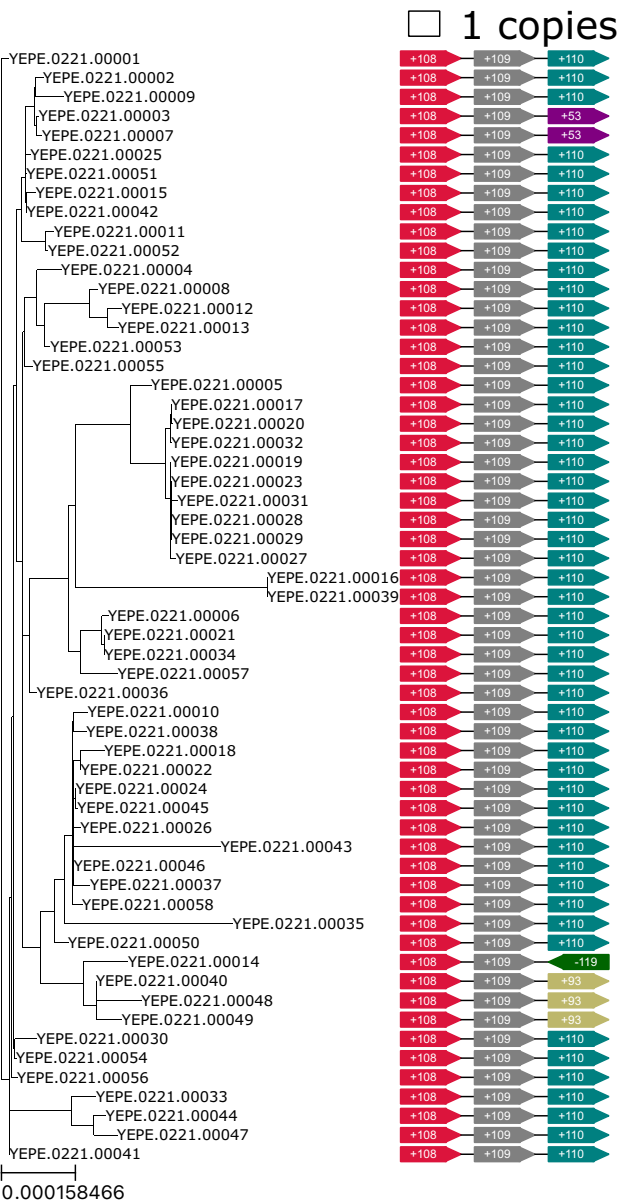 1 copies
YEPE.0221.00001 +108 +109 +110
YEPE.0221.00002 +108 +109 +110
YEPE.0221.00009 +108 +109 +110
YEPE.0221.00003 +108 +109 +53
YEPE.0221.00007 +108 +109 +53
YEPE.0221.00025 +108 +109 +110
YEPE.0221.00051 +108 +109 +110
YEPE.0221.00015 +108 +109 +110
YEPE.0221.00042 +108 +109 +110
YEPE.0221.00011 +108 +109 +110
YEPE.0221.00052 +108 +109 +110
YEPE.0221.00004 +108 +109 +110
YEPE.0221.00008 +108 +109 +110
YEPE.0221.00012 +108 +109 +110
YEPE.0221.00013 +108 +109 +110
YEPE.0221.00053 +108 +109 +110
YEPE.0221.00055 +108 +109 +110
YEPE.0221.00005 +108 +109 +110
YEPE.0221.00017 +108 +109 +110
YEPE.0221.00020 +108 +109 +110
YEPE.0221.00032 +108 +109 +110
YEPE.0221.00019 +108 +109 +110
YEPE.0221.00023 +108 +109 +110
YEPE.0221.00031 +108 +109 +110
YEPE.0221.00028 +108 +109 +110
YEPE.0221.00029 +108 +109 +110
YEPE.0221.00027 +108 +109 +110
YEPE.0221.00016 +108 +109 +110
YEPE.0221.00039 +108 +109 +110
YEPE.0221.00006 +108 +109 +110
YEPE.0221.00021 +108 +109 +110
YEPE.0221.00034 +108 +109 +110
YEPE.0221.00057 +108 +109 +110
YEPE.0221.00036 +108 +109 +110
YEPE.0221.00010 +108 +109 +110
YEPE.0221.00038 +108 +109 +110
YEPE.0221.00018 +108 +109 +110
YEPE.0221.00022 +108 +109 +110
YEPE.0221.00024 +108 +109 +110
YEPE.0221.00045 +108 +109 +110
YEPE.0221.00026 +108 +109 +110
YEPE.0221.00043 +108 +109 +110
YEPE.0221.00046 +108 +109 +110
YEPE.0221.00037 +108 +109 +110
YEPE.0221.00058 +108 +109 +110
YEPE.0221.00035 +108 +109 +110
YEPE.0221.00050 +108 +109 +110
YEPE.0221.00014 +108 +109 -119
YEPE.0221.00040 +108 +109 +93
YEPE.0221.00048 +108 +109 +93
YEPE.0221.00049 +108 +109 +93
YEPE.0221.00030 +108 +109 +110
YEPE.0221.00054 +108 +109 +110
YEPE.0221.00056 +108 +109 +110
YEPE.0221.00033 +108 +109 +110
YEPE.0221.00044 +108 +109 +110
YEPE.0221.00047 +108 +109 +110
YEPE.0221.00041 +108 +109 +110
0.000158466